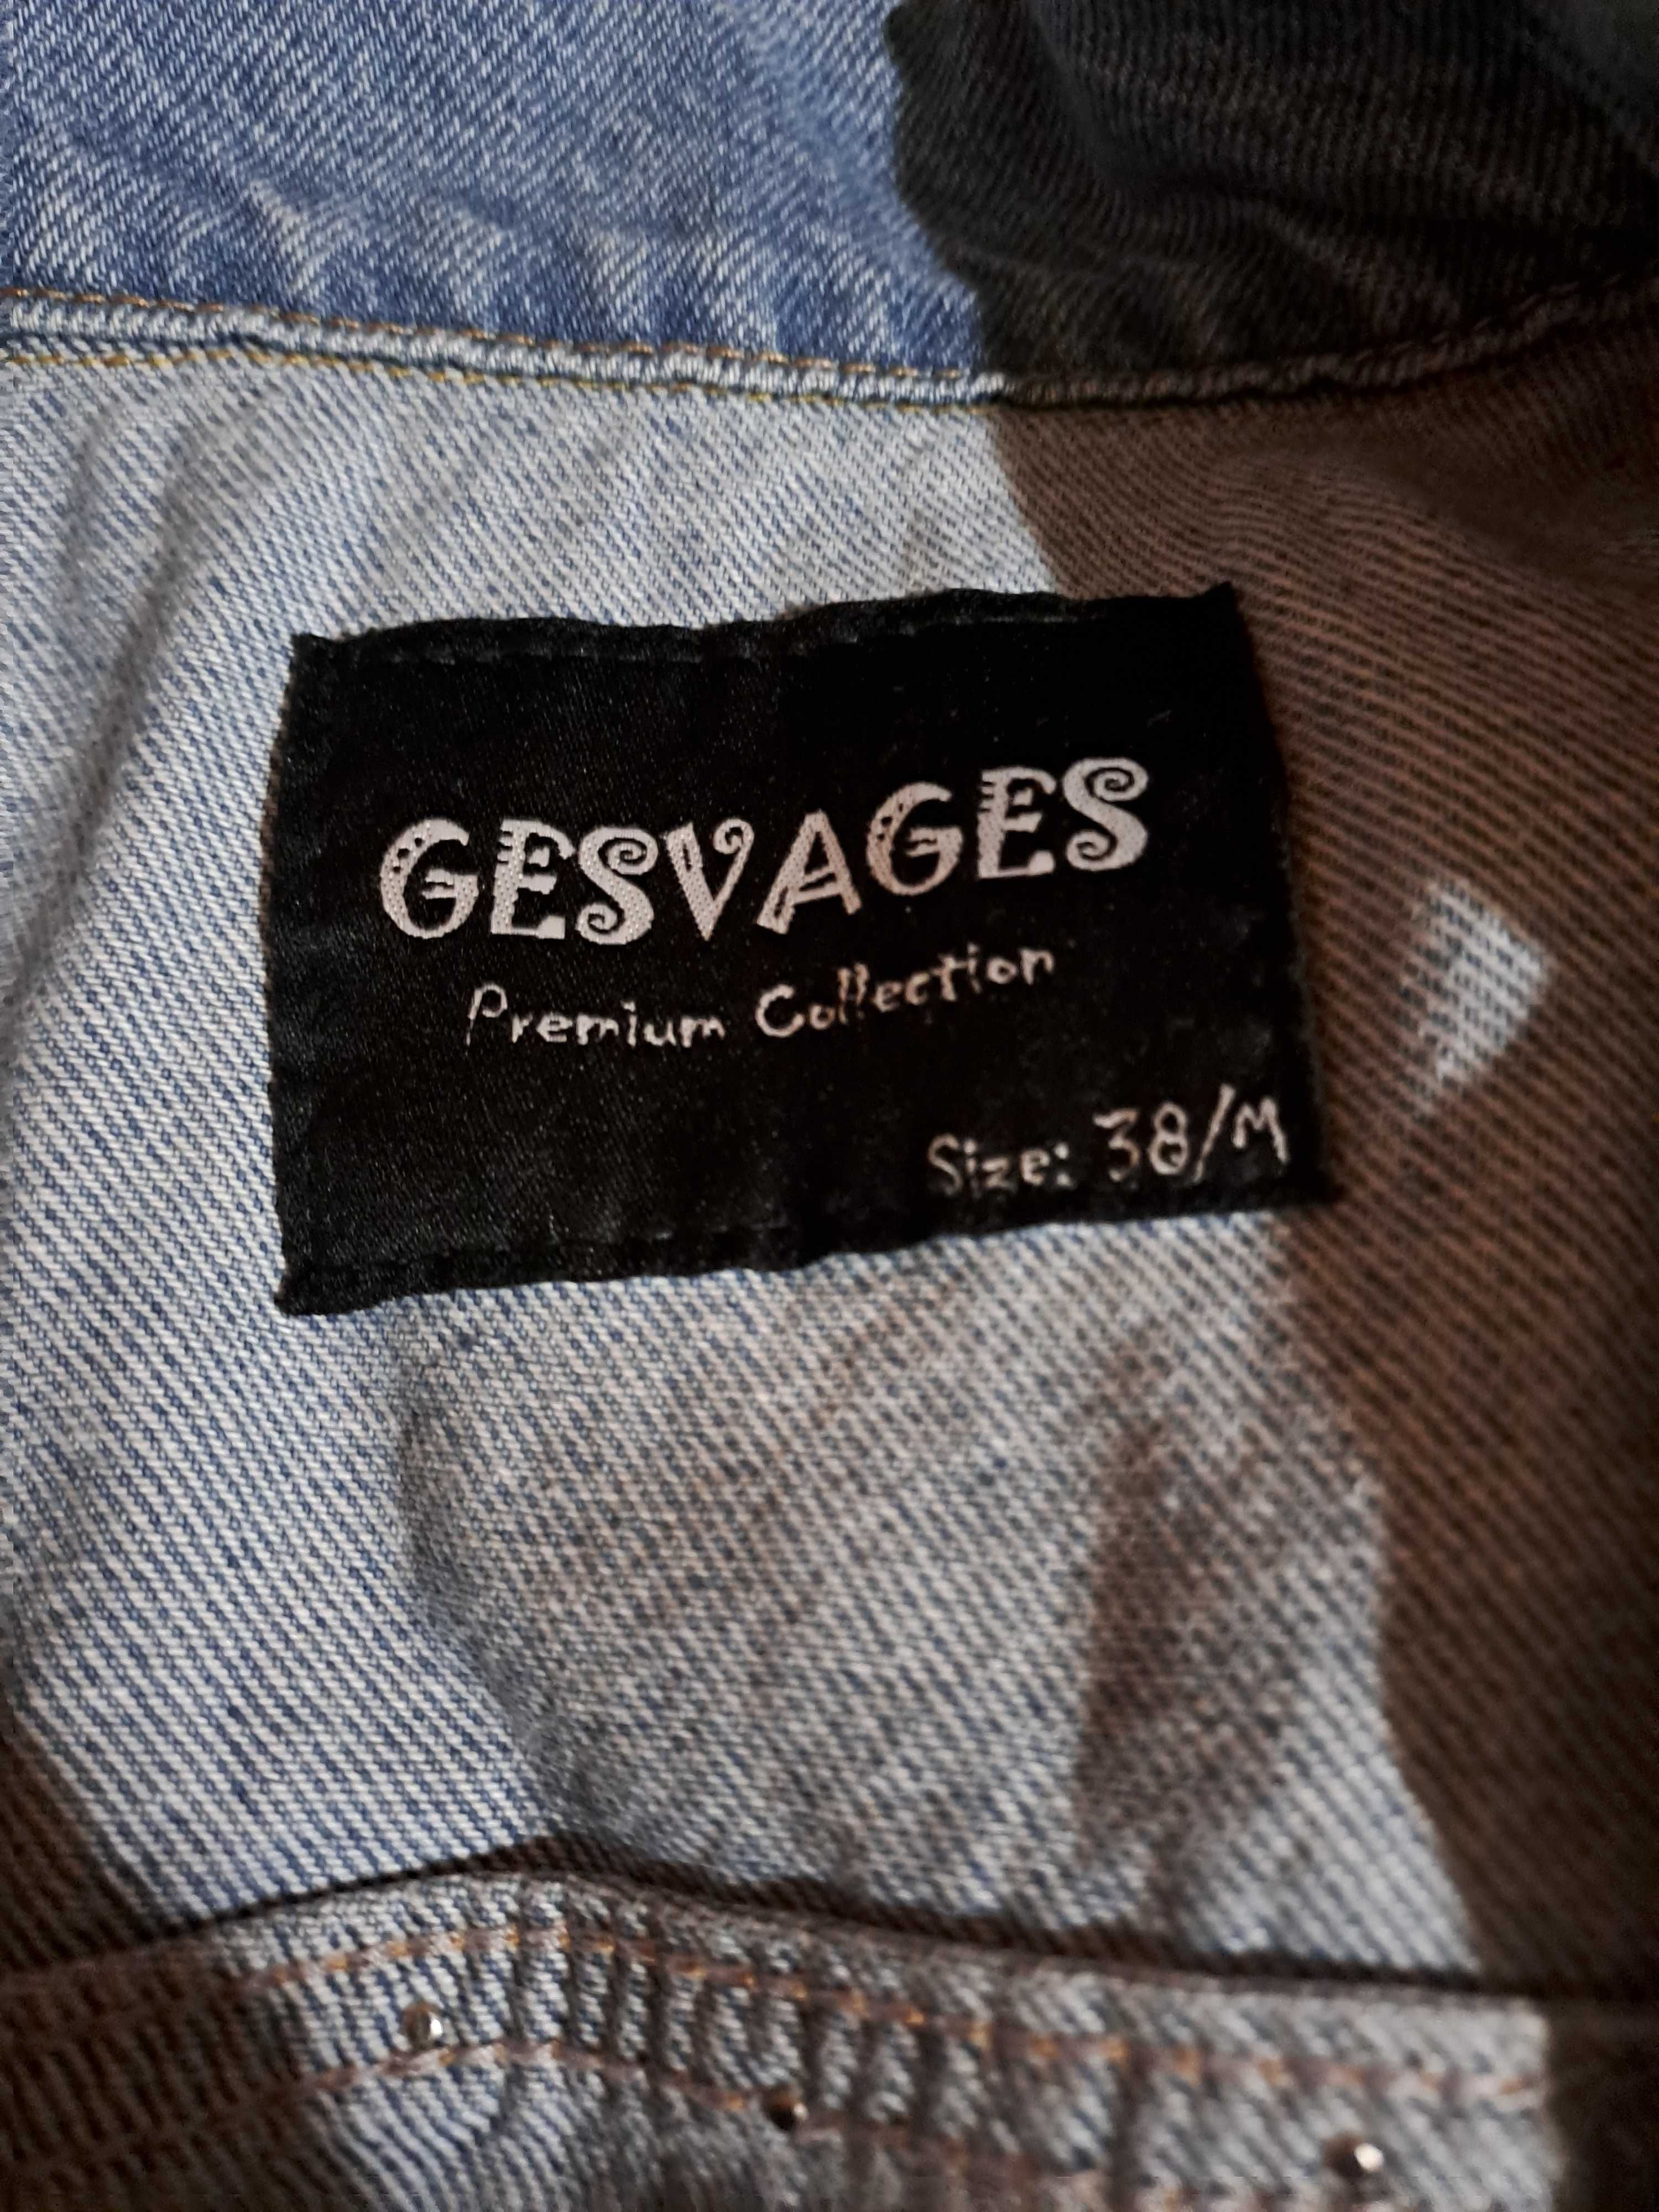 GESVAGES
Premium Collection
Size: 38/M